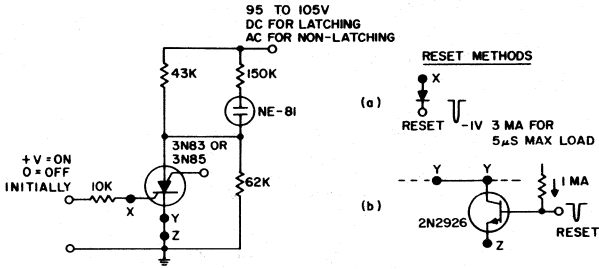 95 TO 105V
DC FOR LATCHING
AC FOR NON-LATCHING
43K
150K
NE-81
3N83 OR
3N85
+V=ON
0=OFF
INITIALLY
10K
X
Y
Z
62K
RESET METHODS
(a)
X
RESET
-1V 3 MA FOR
5µS MAX LOAD
(b)
Y
Y
1 MA
2N2926
RESET
Z